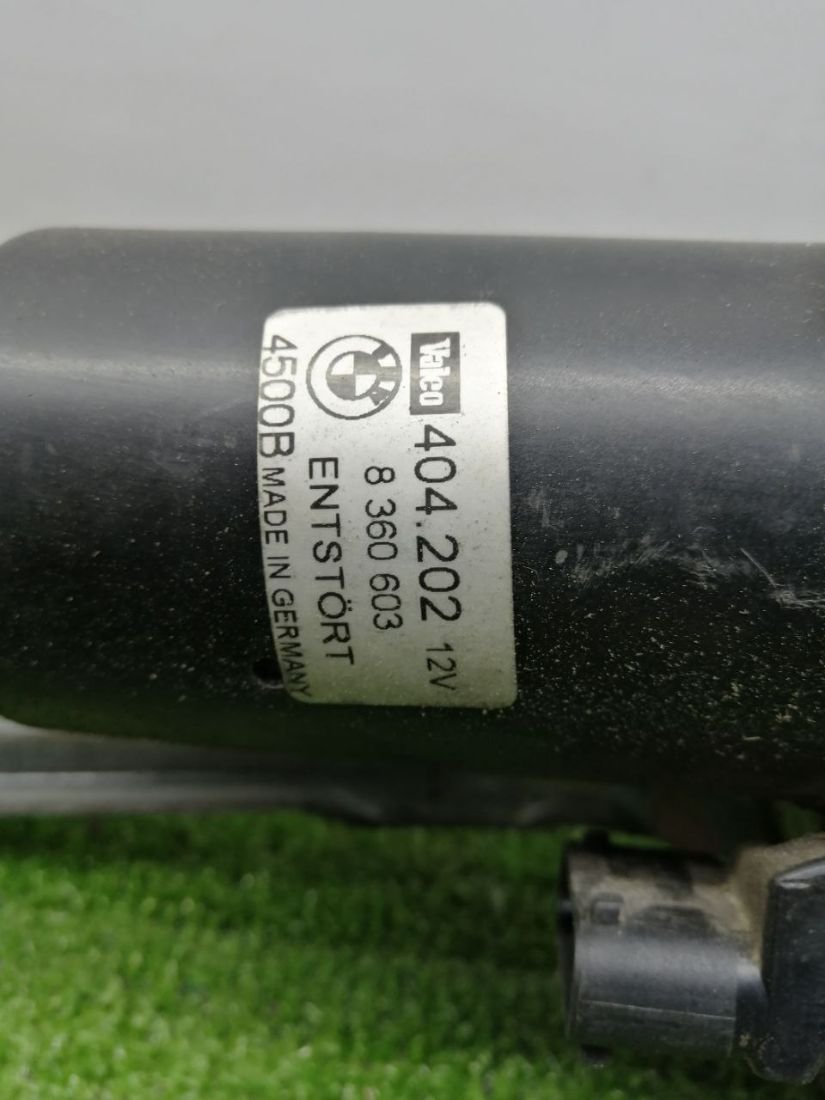 Valeo 404.202 12V
8 360 603
ENTSTÖRT
4500B MADE IN GERMANY